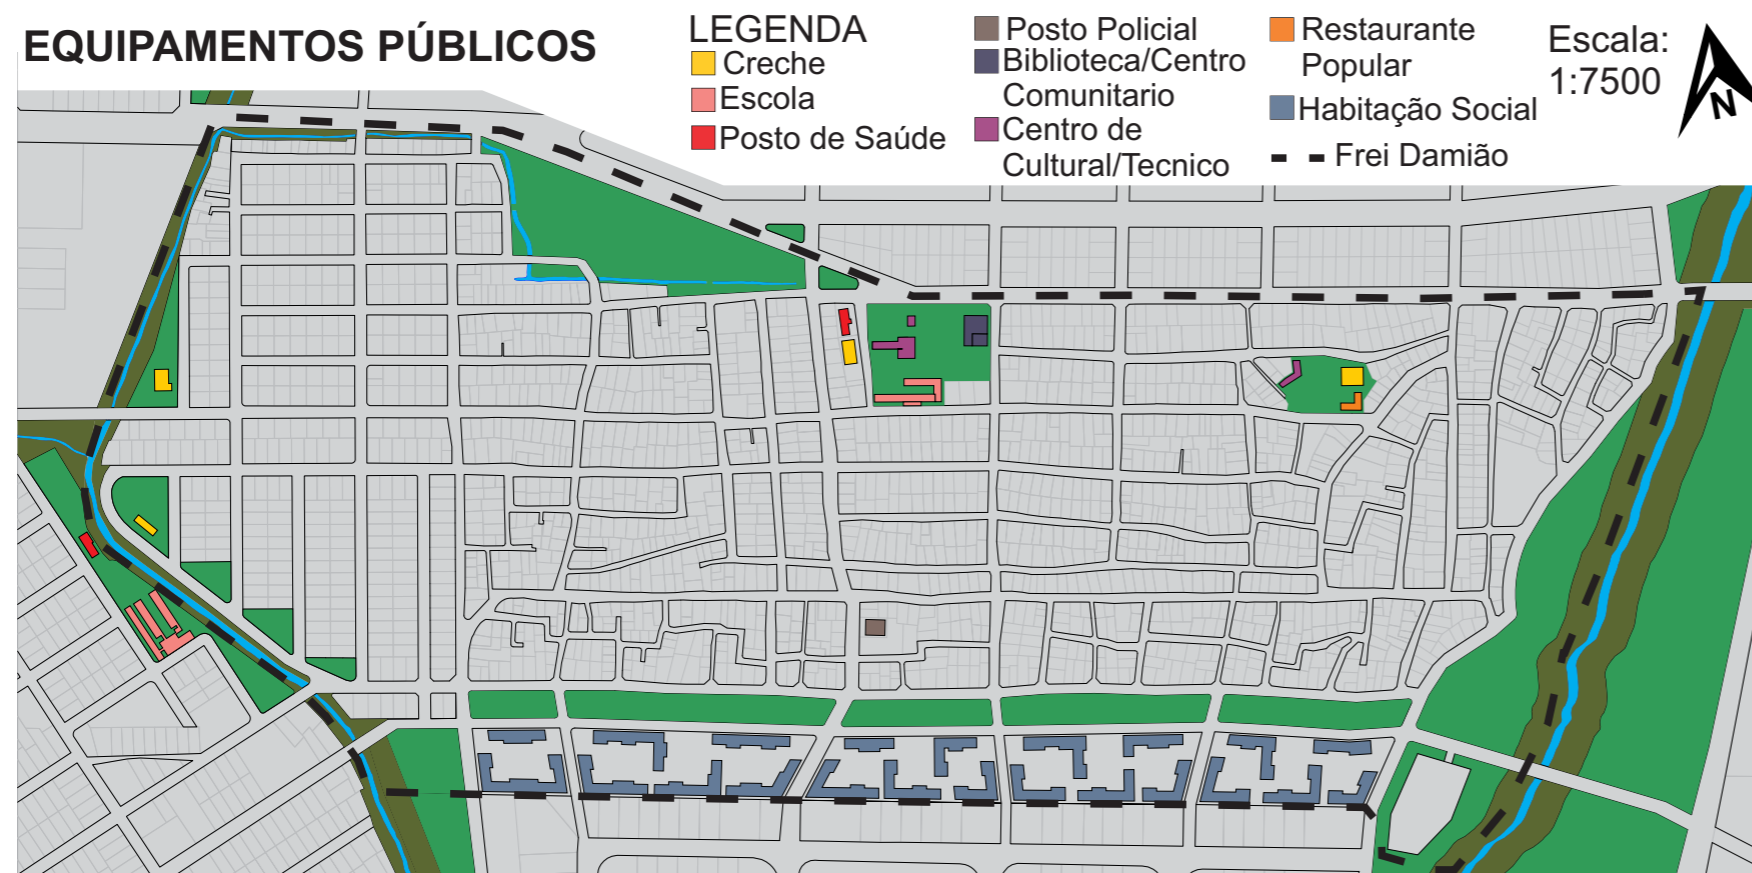 EQUIPAMENTOS PÚBLICOS
LEGENDA
Creche
Escola
Posto de Saúde
Posto Policial
Biblioteca/Centro
Comunitario
Centro de
Cultural/Tecnico
Restaurante
Popular
Habitação Social
Frei Damião
Escala:
1:7500
N